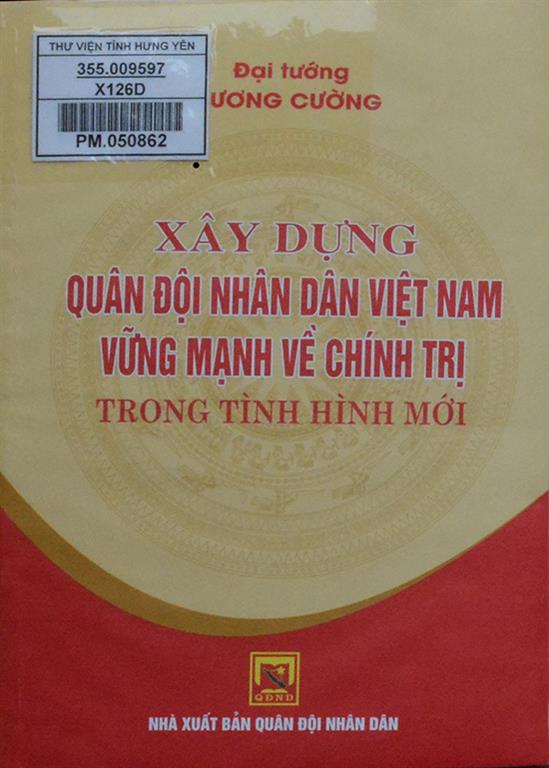 THƯ VIỆN TỈNH HƯNG YÊN
355.009597
X126D
PM.050862
Đại tướng
CƯỜNG
XÂY DỰNG
QUÂN ĐỘI NHÂN DÂN VIỆT NAM
VỮNG MẠNH VỀ CHÍNH TRỊ
TRONG TÌNH HÌNH MỚI
QĐND
NHÀ XUẤT BẢN QUÂN ĐỘI NHÂN DÂN